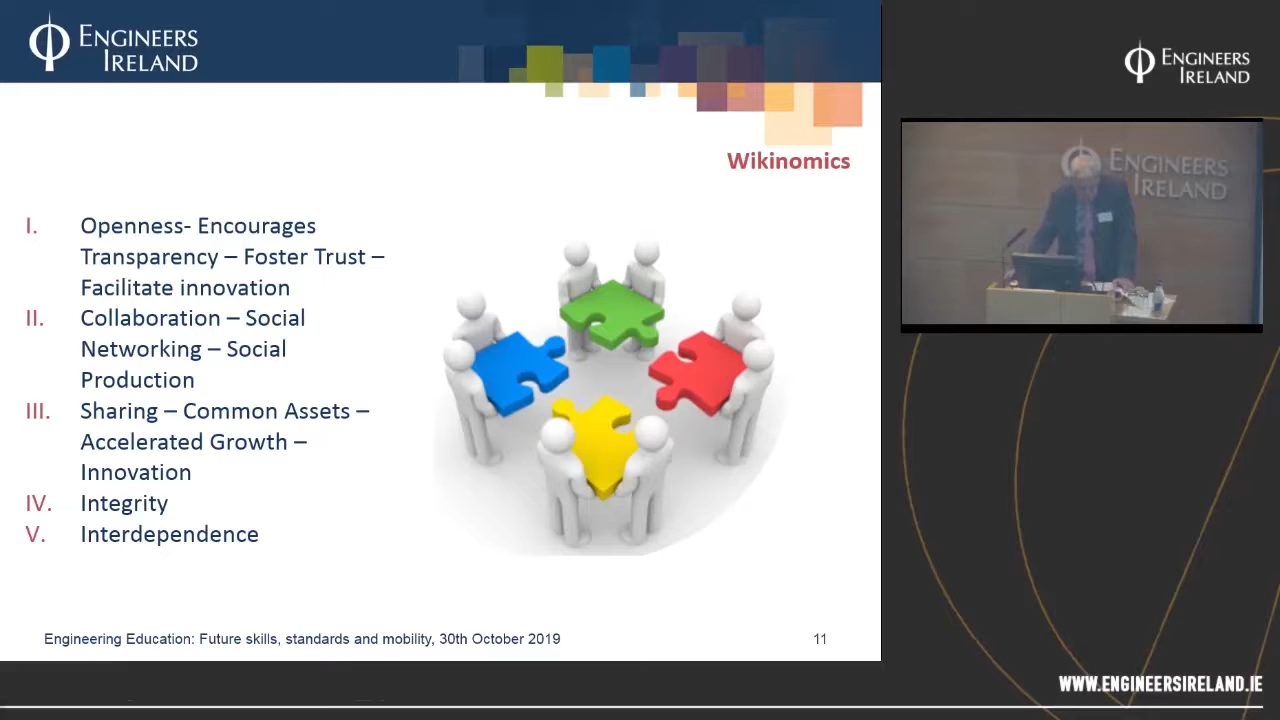 ENGINEERS
IRELAND
Wikinomics
I. Openness- Encourages
Transparency – Foster Trust –
Facilitate innovation
II. Collaboration – Social
Networking – Social
Production
III. Sharing – Common Assets –
Accelerated Growth –
Innovation
IV. Integrity
V. Interdependence
Engineering Education: Future skills, standards and mobility, 30th October 2019
11
ENGINEERS
IRELAND
ENGINEERS
IRELAND
WWW.ENGINEERSIRELAND.IE